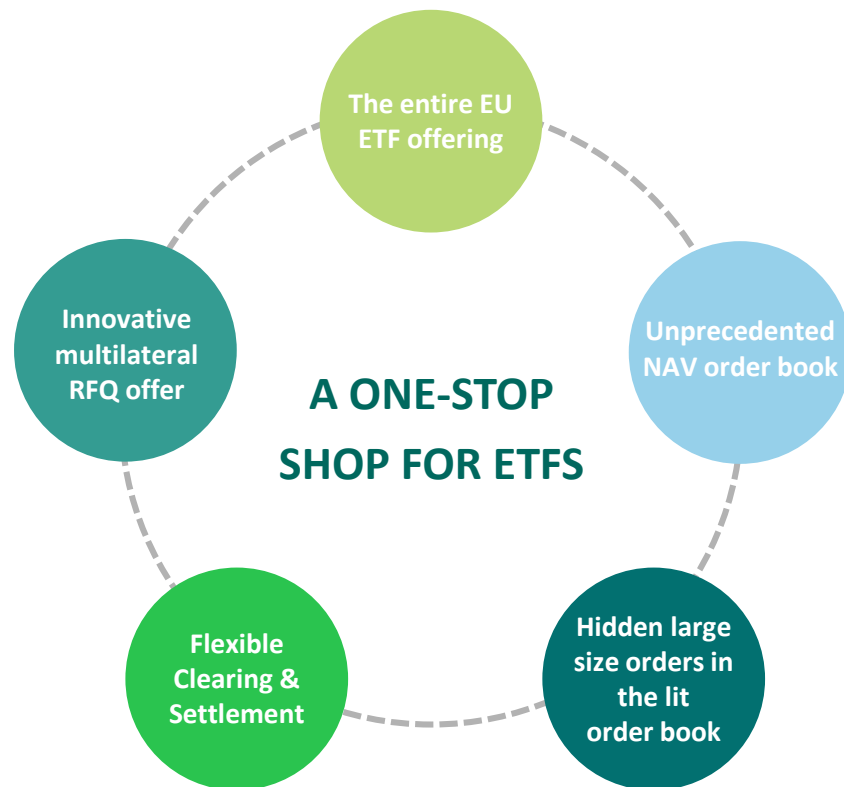 The entire EU
ETF offering
Innovative
multilateral
RFQ offer
Unprecedented
NAV order book
A ONE-STOP
SHOP FOR ETFS
Flexible
Clearing &
Settlement
Hidden large
size orders in
the lit
order book